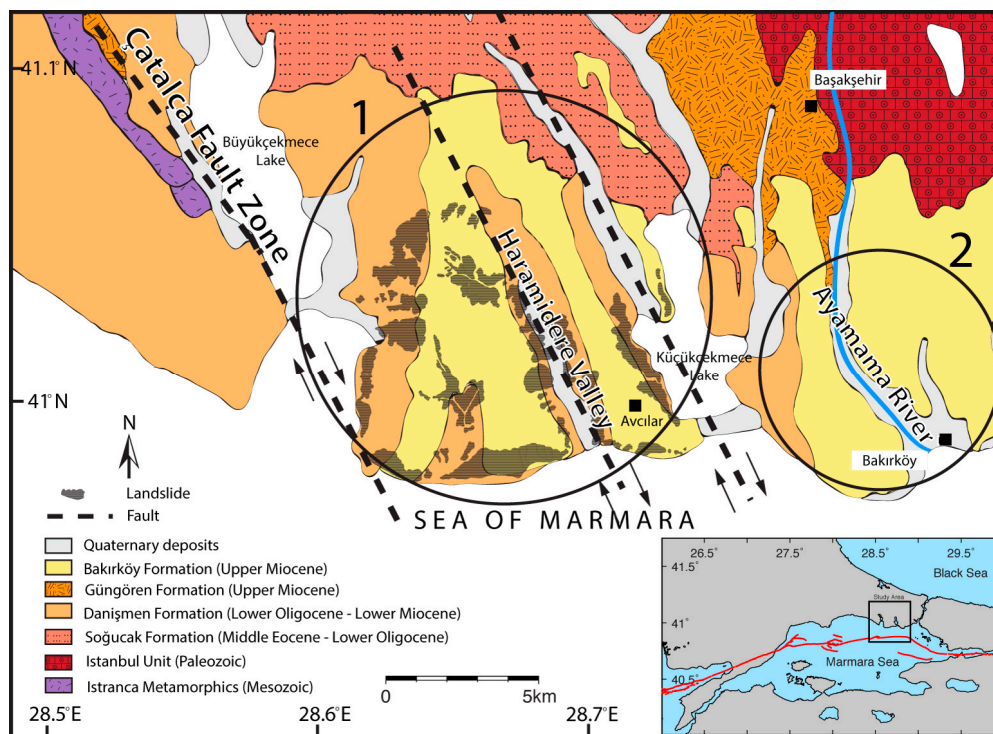 41.1°N
Çatalça Fault Zone
Büyükçekmece
Lake
1
Başakşehir
2
Haramidere Valley
Ayamama River
Küçükçekmece
Lake
41°N
Avcılar
Bakırköy
N
SEA OF MARMARA
Landslide
Fault
Quaternary deposits
Bakırköy Formation (Upper Miocene)
Güngören Formation (Upper Miocene)
Danişmen Formation (Lower Oligocene - Lower Miocene)
Soğucak Formation (Middle Eocene - Lower Oligocene)
Istanbul Unit (Paleozoic)
Istranca Metamorphics (Mesozoic)
0 5km
28.5°E 28.6°E 28.7°E
26.5° 27.5° 28.5° 29.5°
41.5°
Black Sea
Study Area
41°
Marmara Sea
40.5°